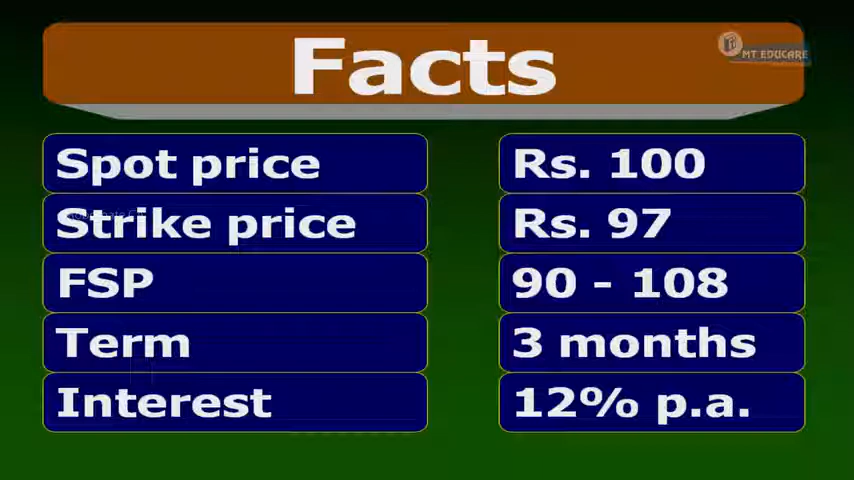 MT EDUCARE
Facts
Spot price Rs. 100
Strike price Rs. 97
FSP 90 - 108
Term 3 months
Interest 12% p.a.